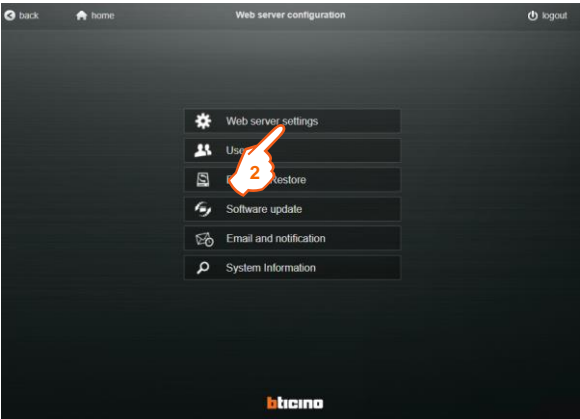 back
home
Web server configuration
logout
Web server settings
Use
2
Restore
Software update
Email and notification
System Information
bticino